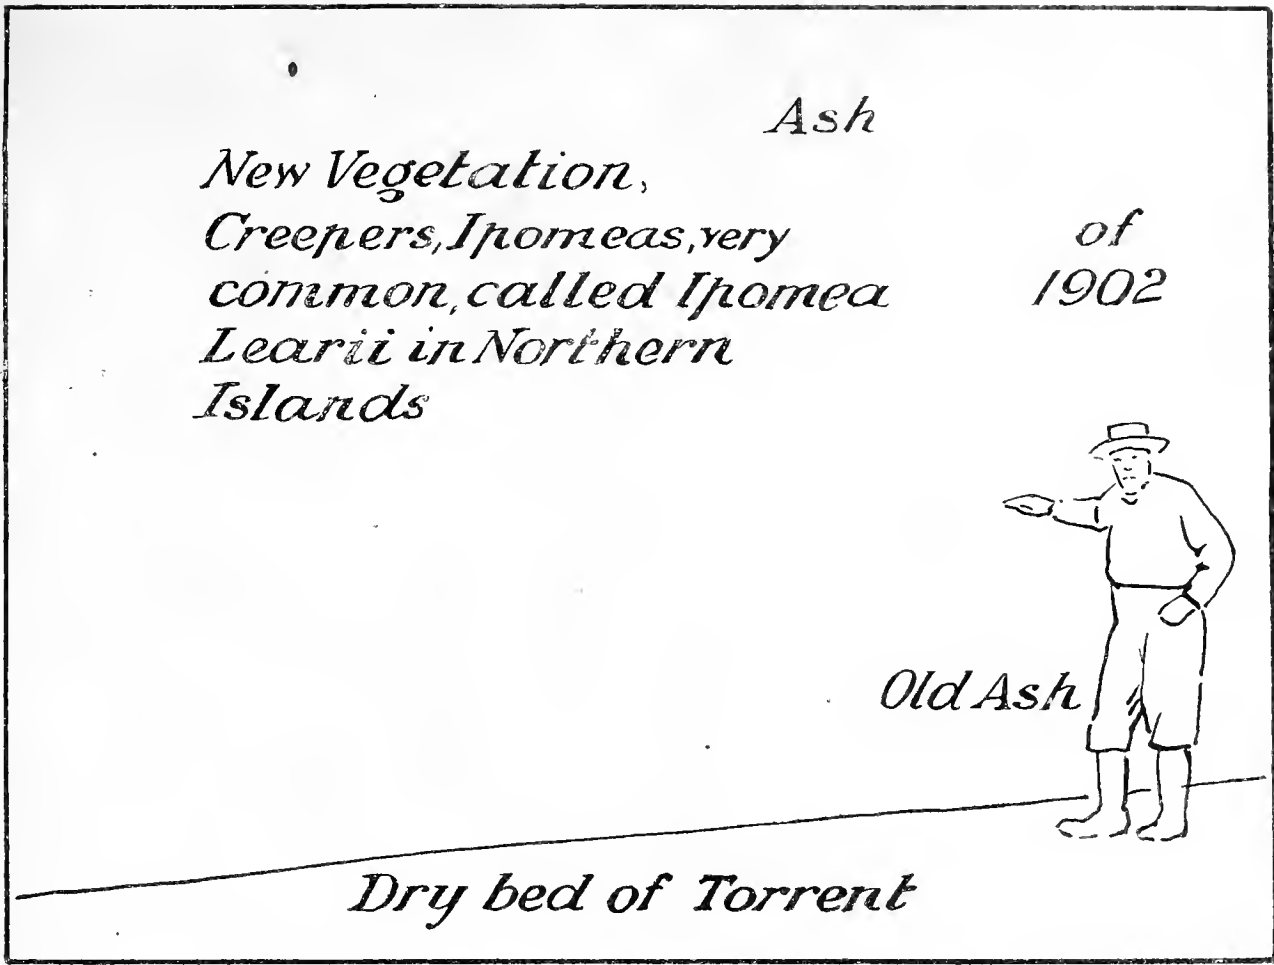 Ash
New Vegetation,
Creepers, Ipomeas, very
common, called Ipomea
Learii in Northern
Islands
of
1902
Old Ash
Dry bed of Torrent